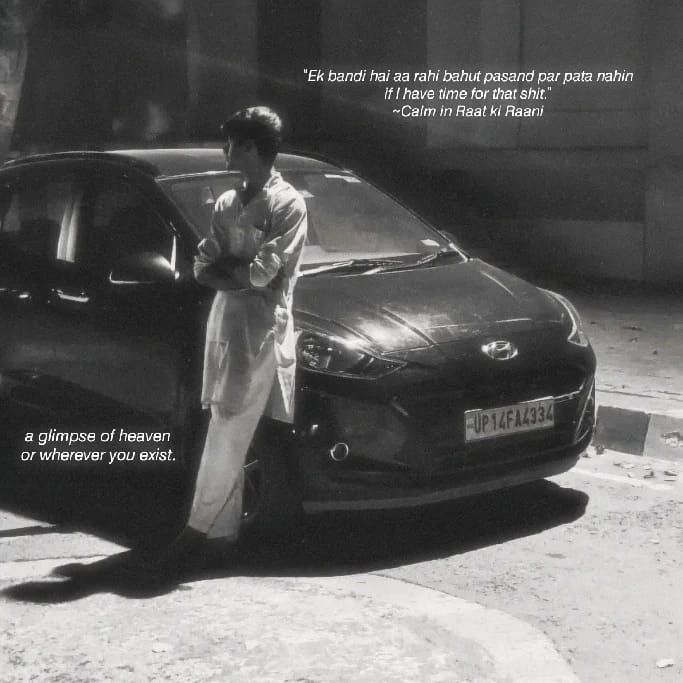 "Ek bandi hai aa rahi bahut pasand par pata nahin
if I have time for that shit."
~Calm in Raat ki Raani
UP14FA4334
a glimpse of heaven
or wherever you exist.